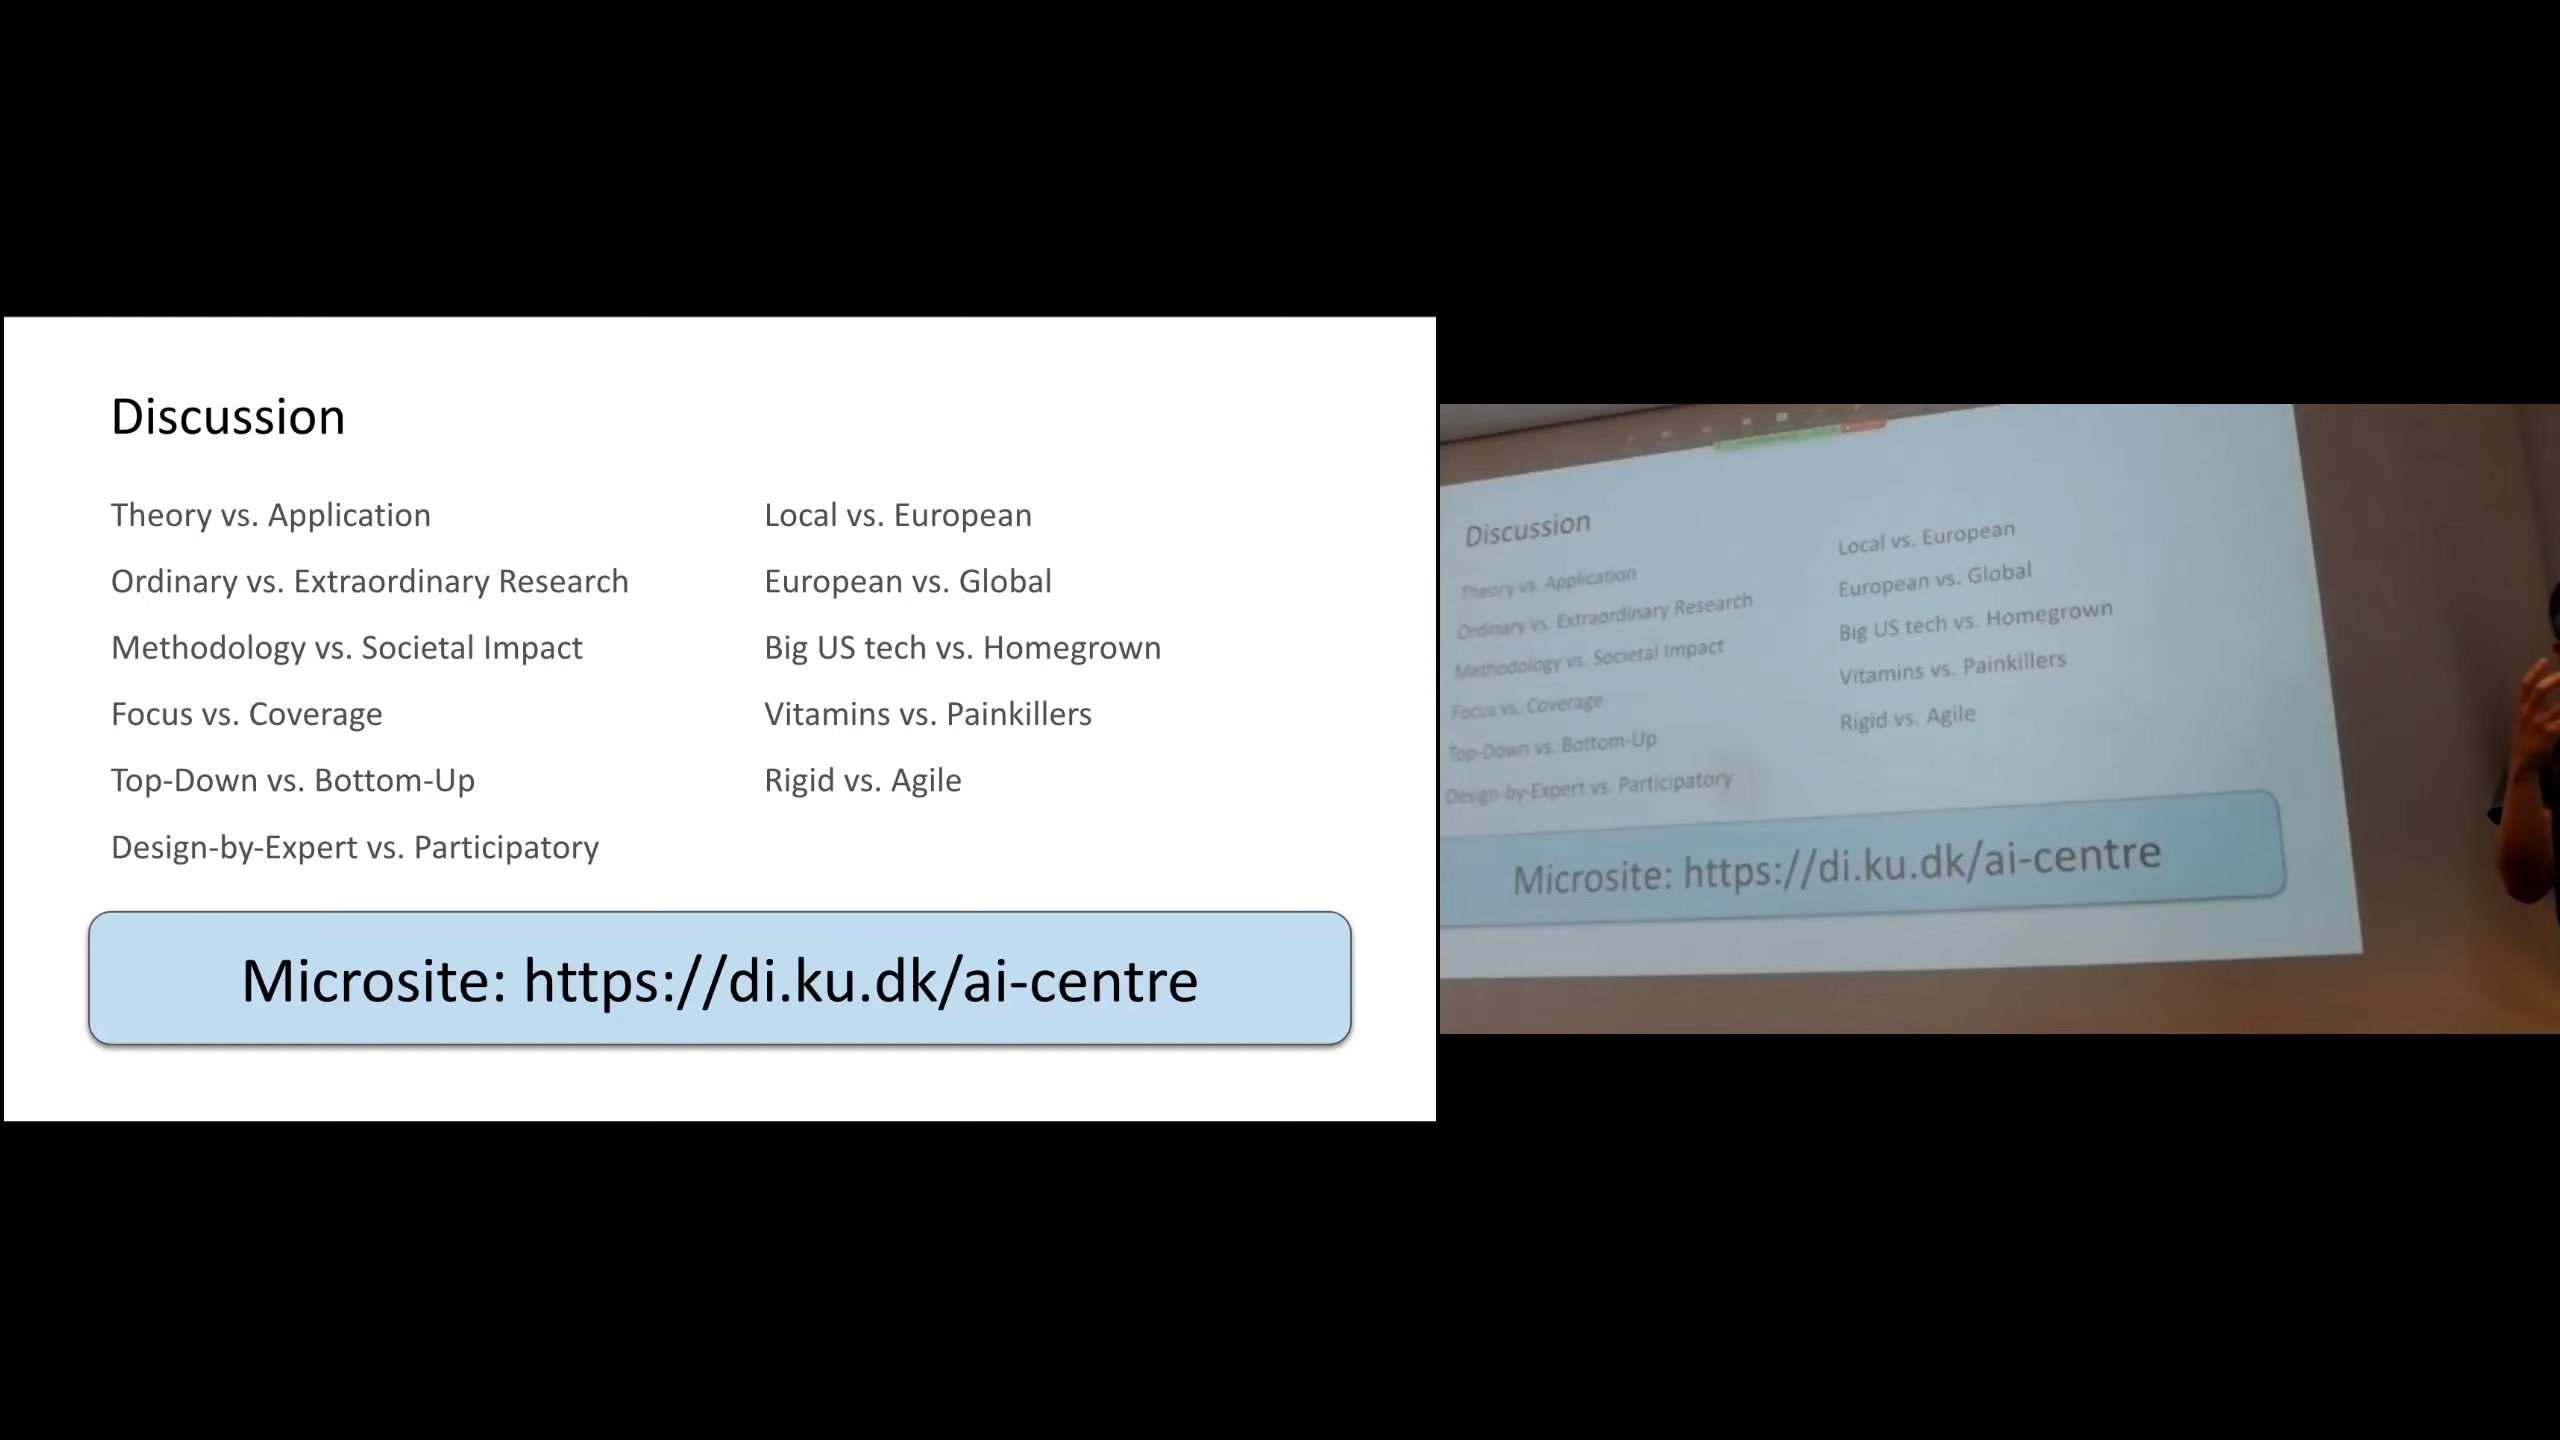 Discussion
Theory vs. Application
Ordinary vs. Extraordinary Research
Methodology vs. Societal Impact
Focus vs. Coverage
Top-Down vs. Bottom-Up
Design-by-Expert vs. Participatory
Local vs. European
European vs. Global
Big US tech vs. Homegrown
Vitamins vs. Painkillers
Rigid vs. Agile
Microsite: https://di.ku.dk/ai-centre
Discussion
Theory vs. Application
Ordinary vs. Extraordinary Research
Methodology vs. Societal Impact
Focus vs. Coverage
Top-Down vs. Bottom-Up
Design-by-Expert vs. Participatory
Local vs. European
European vs. Global
Big US tech vs. Homegrown
Vitamins vs. Painkillers
Rigid vs. Agile
Microsite: https://di.ku.dk/ai-centre